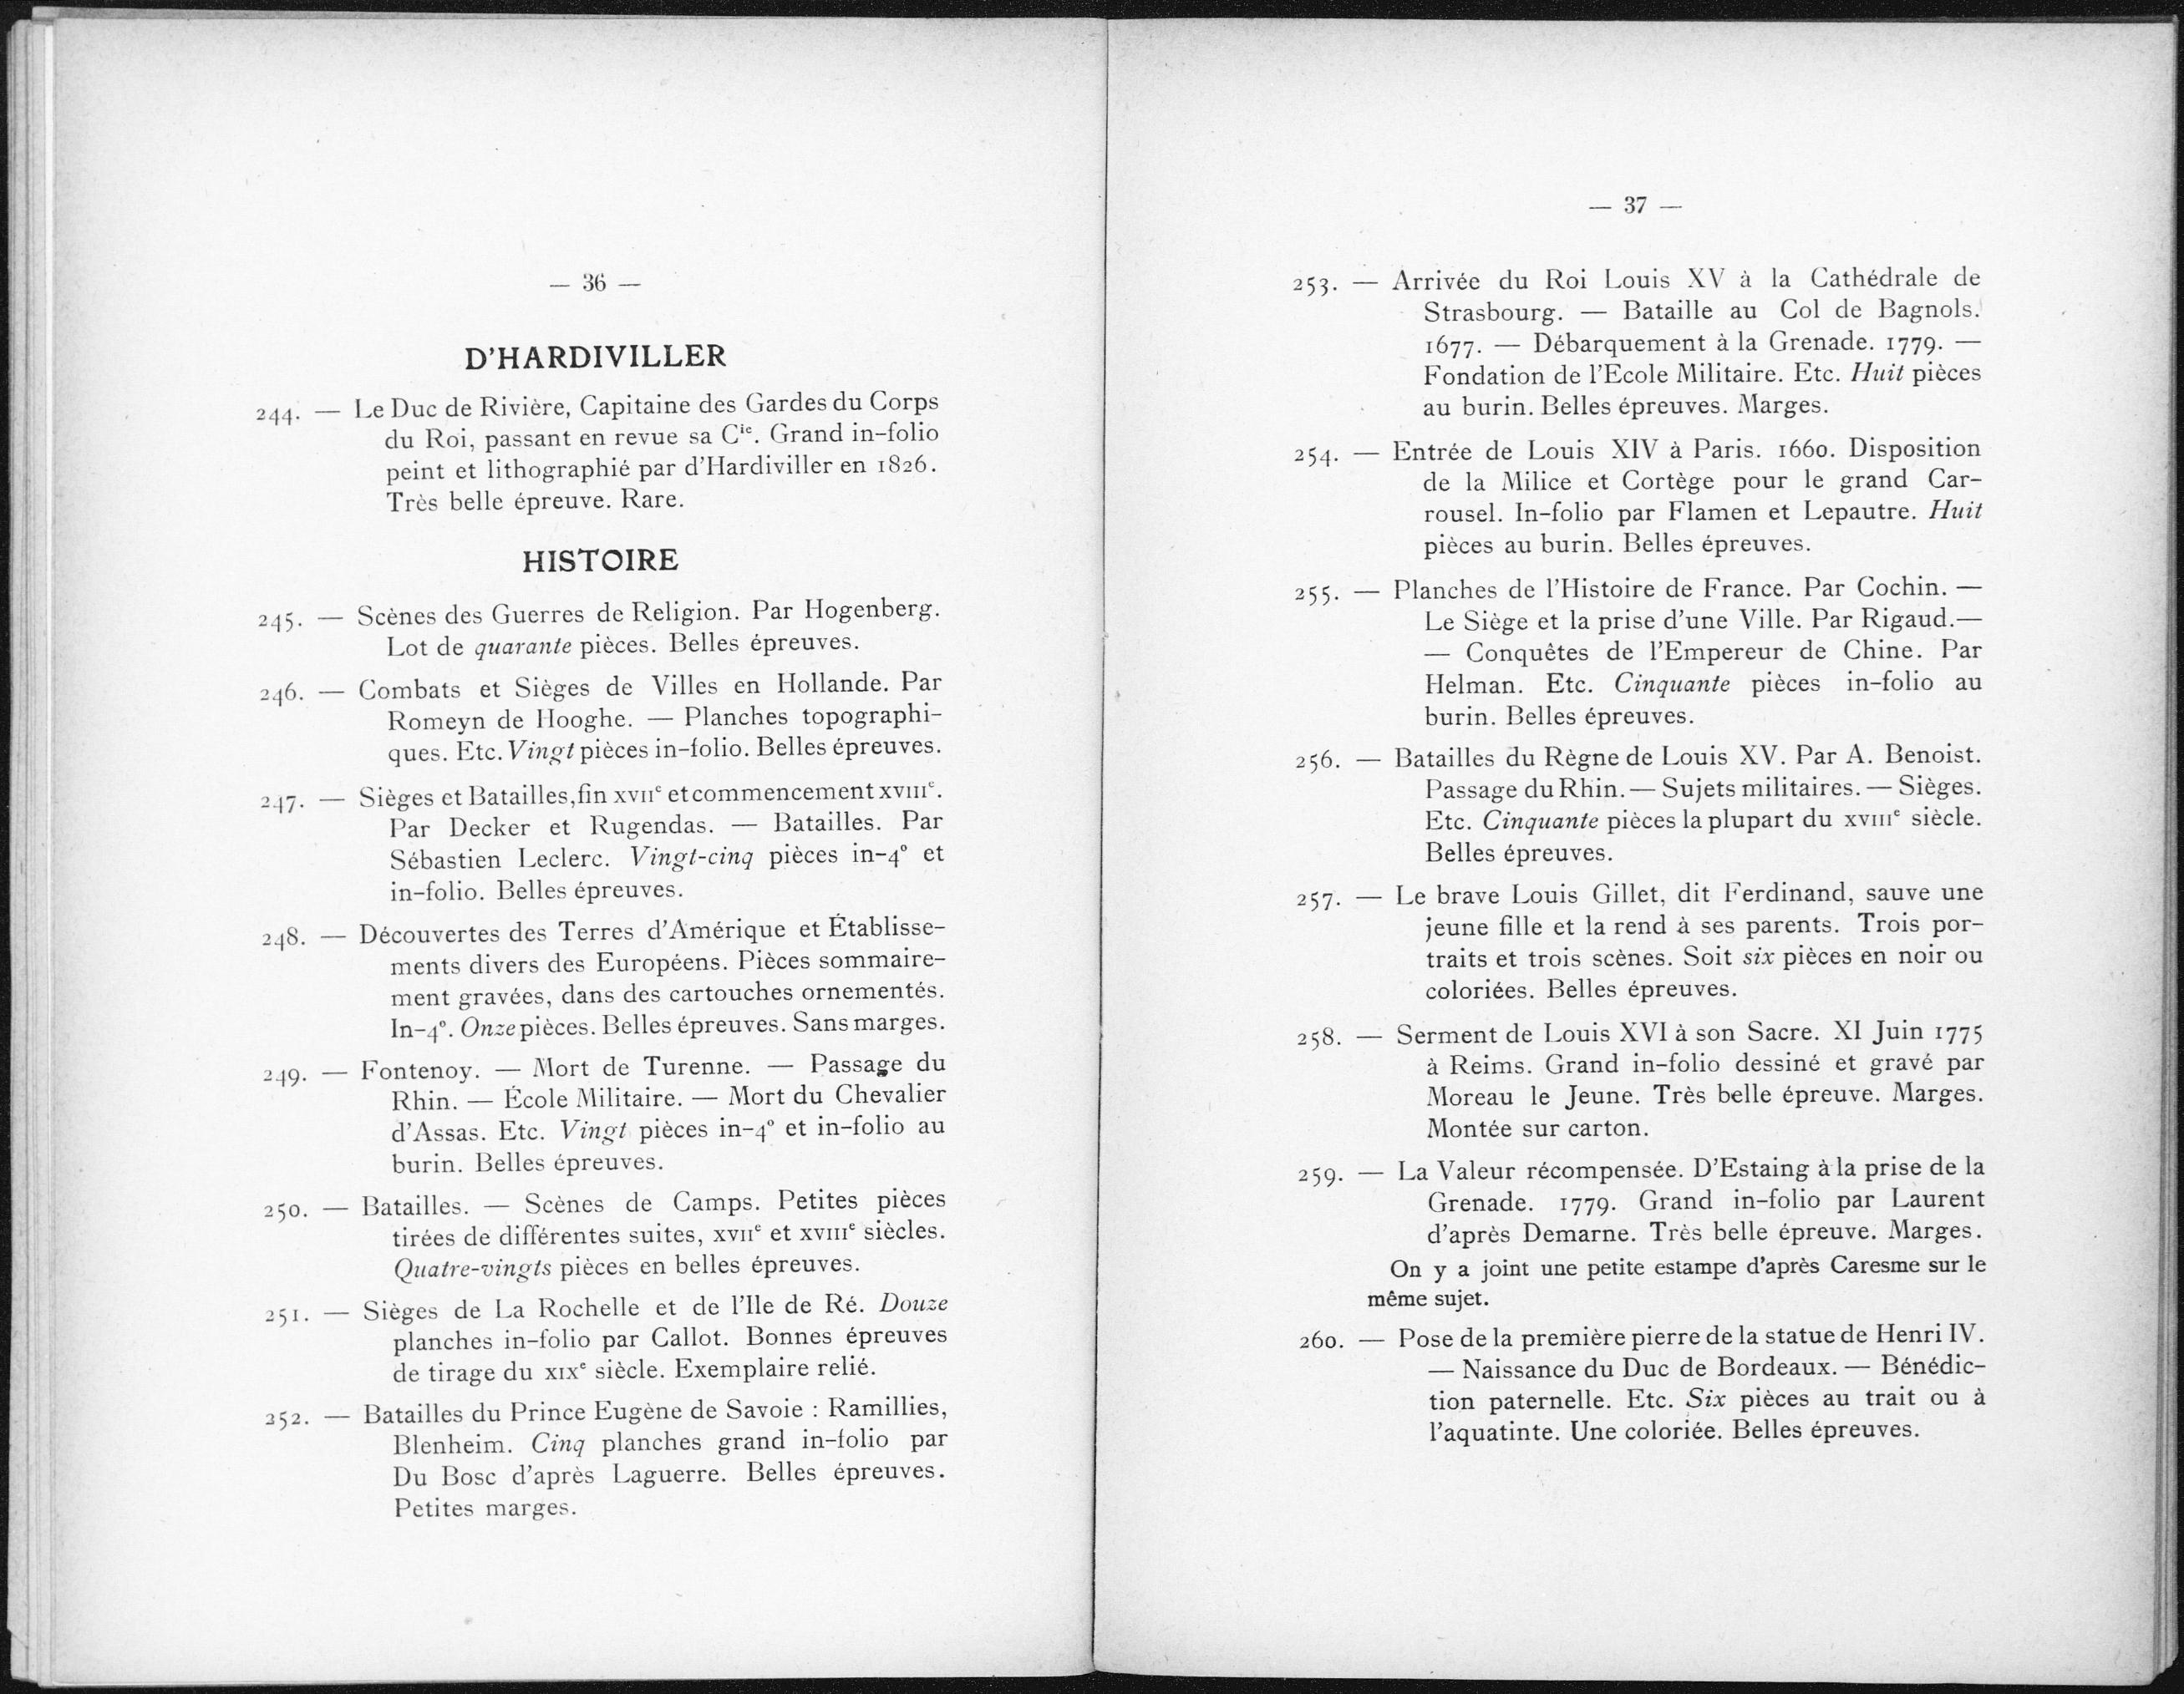 — 36 —
D'HARDIVILLER
244. — Le Duc de Rivière, Capitaine des Gardes du Corps
du Roi, passant en revue sa Cie. Grand in-folio
peint et lithographié par d'Hardiviller en 1826.
Très belle épreuve. Rare.
HISTOIRE
245. — Scènes des Guerres de Religion. Par Hogenberg.
Lot de quarante pièces. Belles épreuves.
246. — Combats et Sièges de Villes en Hollande. Par
Romeyn de Hooghe. — Planches topographi-
ques. Etc. Vingt pièces in-folio. Belles épreuves.
247. — Sièges et Batailles, fin XVIIe et commencement XVIIIe.
Par Decker et Rugendas. — Batailles. Par
Sébastien Leclerc. Vingt-cinq pièces in-4° et
in-folio. Belles épreuves.
248. — Découvertes des Terres d'Amérique et Établisse-
ments divers des Européens. Pièces sommaire-
ment gravées, dans des cartouches ornementés.
In-4°. Onze pièces. Belles épreuves. Sans marges.
249. — Fontenoy. — Mort de Turenne. — Passage du
Rhin. — École Militaire. — Mort du Chevalier
d'Assas. Etc. Vingt pièces in-4° et in-folio au
burin. Belles épreuves.
250. — Batailles. — Scènes de Camps. Petites pièces
tirées de différentes suites, XVIIe et XVIIIe siècles.
Quatre-vingts pièces en belles épreuves.
251. — Sièges de La Rochelle et de l'Ile de Ré. Douze
planches in-folio par Callot. Bonnes épreuves
de tirage du XIXe siècle. Exemplaire relié.
252. — Batailles du Prince Eugène de Savoie : Ramillies,
Blenheim. Cinq planches grand in-folio par
Du Bosc d'après Laguerre. Belles épreuves.
Petites marges.
— 37 —
253. — Arrivée du Roi Louis XV à la Cathédrale de
Strasbourg. — Bataille au Col de Bagnols.
1677. — Débarquement à la Grenade. 1779. —
Fondation de l'Ecole Militaire. Etc. Huit pièces
au burin. Belles épreuves. Marges.
254. — Entrée de Louis XIV à Paris. 1660. Disposition
de la Milice et Cortège pour le grand Car-
rousel. In-folio par Flamen et Lepautre. Huit
pièces au burin. Belles épreuves.
255. — Planches de l'Histoire de France. Par Cochin. —
Le Siège et la prise d'une Ville. Par Rigaud.—
— Conquêtes de l'Empereur de Chine. Par
Helman. Etc. Cinquante pièces in-folio au
burin. Belles épreuves.
256. — Batailles du Règne de Louis XV. Par A. Benoist.
Passage du Rhin. — Sujets militaires. — Sièges.
Etc. Cinquante pièces la plupart du XVIIIe siècle.
Belles épreuves.
257. — Le brave Louis Gillet, dit Ferdinand, sauve une
jeune fille et la rend à ses parents. Trois por-
traits et trois scènes. Soit six pièces en noir ou
coloriées. Belles épreuves.
258. — Serment de Louis XVI à son Sacre. XI Juin 1775
à Reims. Grand in-folio dessiné et gravé par
Moreau le Jeune. Très belle épreuve. Marges.
Montée sur carton.
259. — La Valeur récompensée. D'Estaing à la prise de la
Grenade. 1779. Grand in-folio par Laurent
d'après Demarne. Très belle épreuve. Marges.
On y a joint une petite estampe d'après Caresme sur le
même sujet.
260. — Pose de la première pierre de la statue de Henri IV.
— Naissance du Duc de Bordeaux. — Bénédic-
tion paternelle. Etc. Six pièces au trait ou à
l'aquatinte. Une coloriée. Belles épreuves.